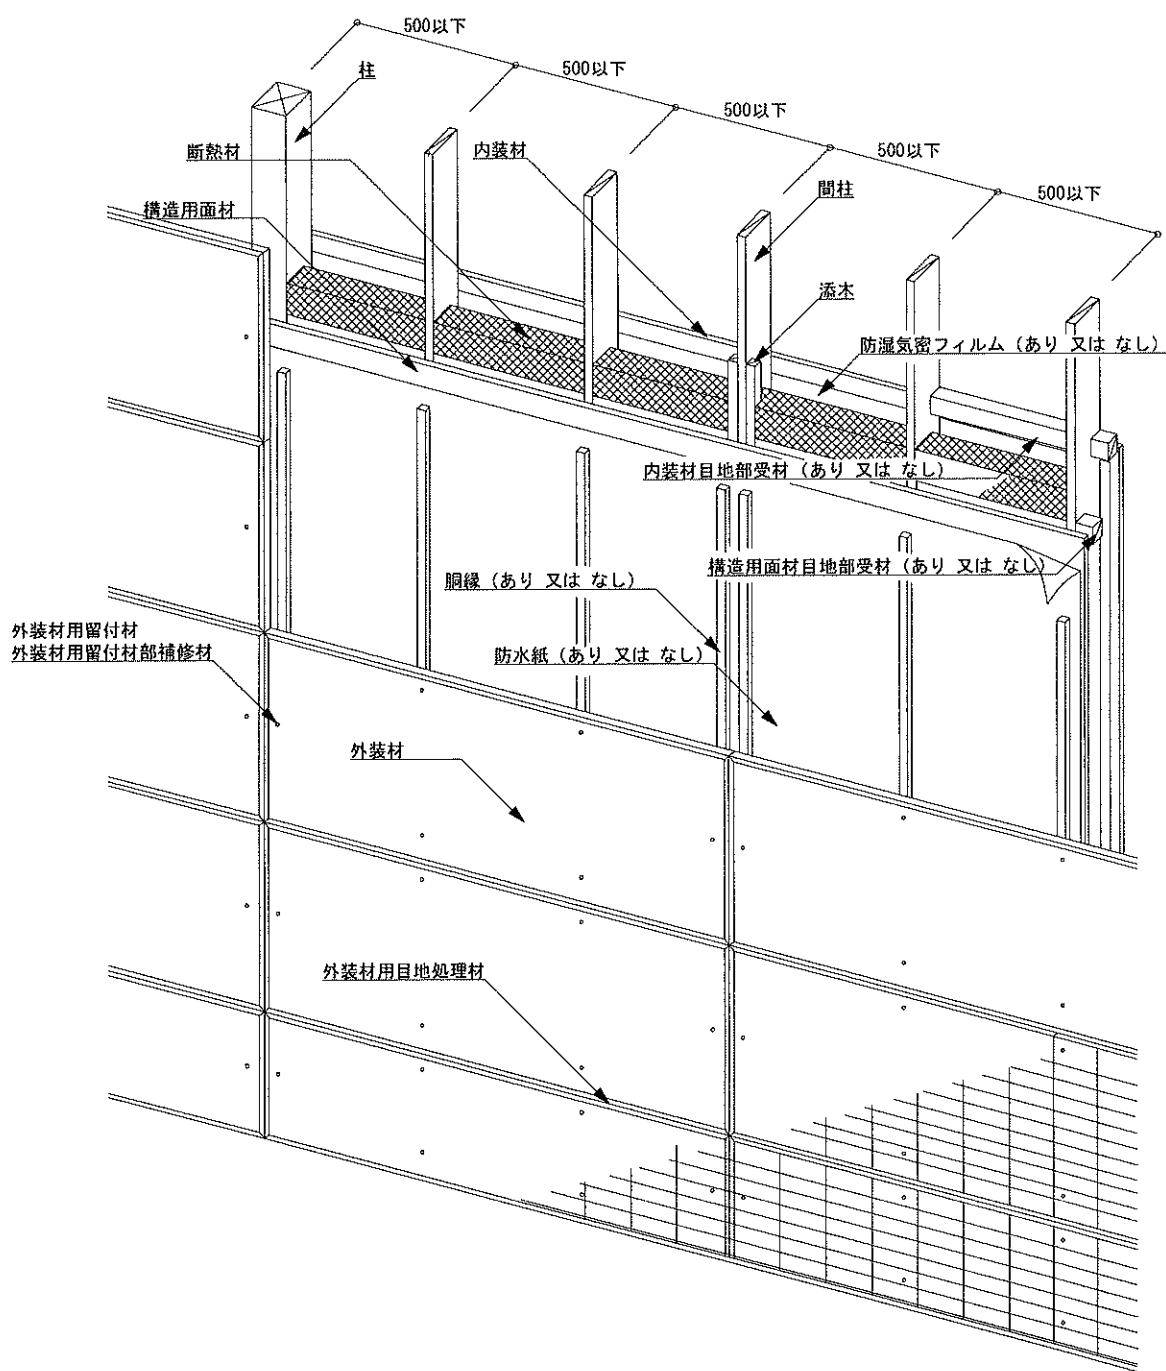 500以下
500以下
500以下
500以下
500以下
柱
断熱材
内装材
構造用面材
間柱
添木
防湿気密フィルム (あり 又は なし)
内装材目地部受材 (あり 又は なし)
構造用面材目地部受材 (あり 又は なし)
胴縁 (あり 又は なし)
外装材用留付材
外装材用留付材部補修材
防水紙 (あり 又は なし)
外装材
外装材用目地処理材